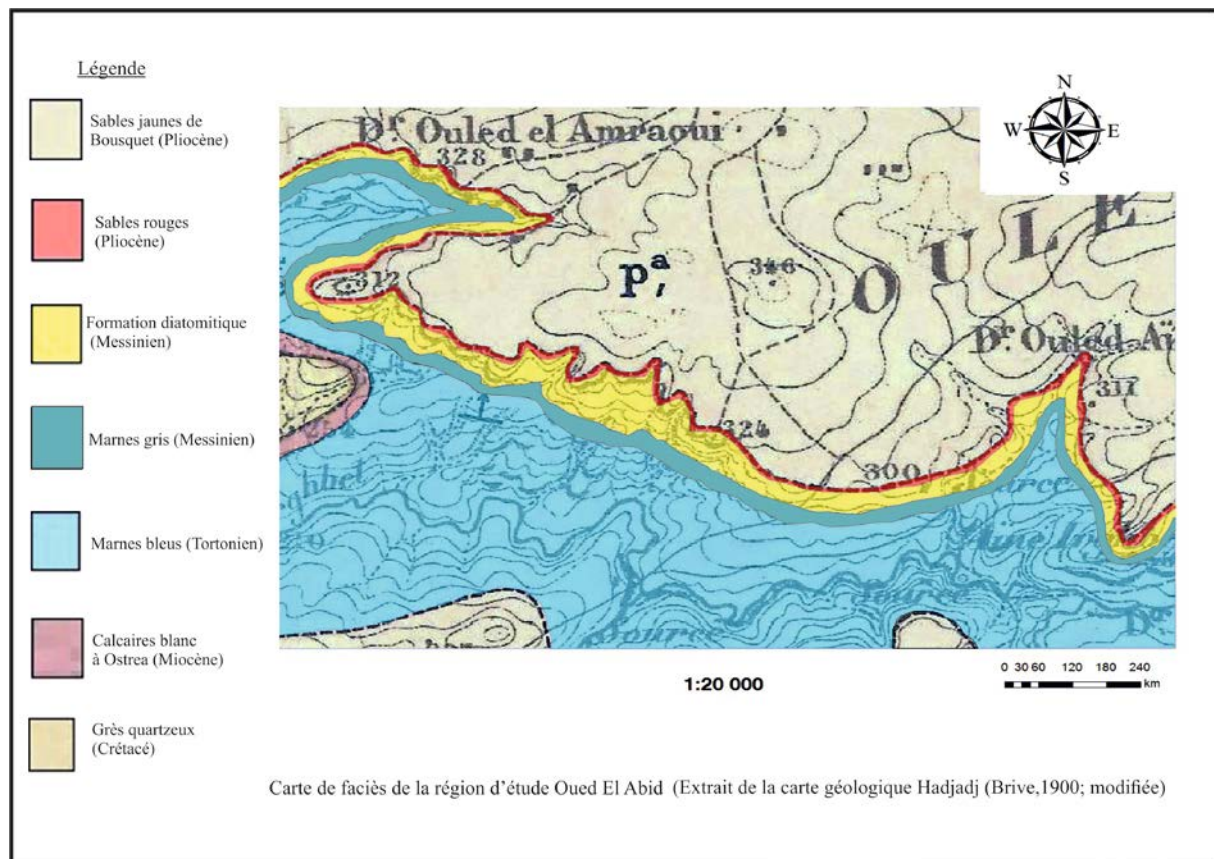 Légende
Sables jaunes de
Bousquet (Pliocène)
Sables rouges
(Pliocène)
Formation diatomitique
(Messinien)
Marnes gris (Messinien)
Marnes bleus (Tortonien)
Calcaires blanc
à Ostrea (Miocène)
Grès quartzeux
(Crétacé)
N
W E
S
Dr. Ouled el Amraoui
328
312
pa,
346
OULE
Dr. Ouled Aï
311
324
300
Source
1:20 000
0 30 60 120 180 240
km
Carte de faciès de la région d'étude Oued El Abid (Extrait de la carte géologique Hadjadj (Brive,1900; modifiée)